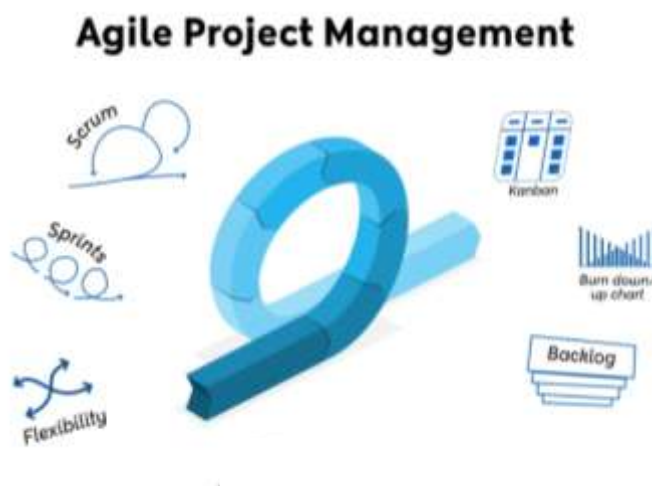 Agile Project Management
Scrum
Kanban
Sprints
Burn down-
up chart
Backlog
Flexibility